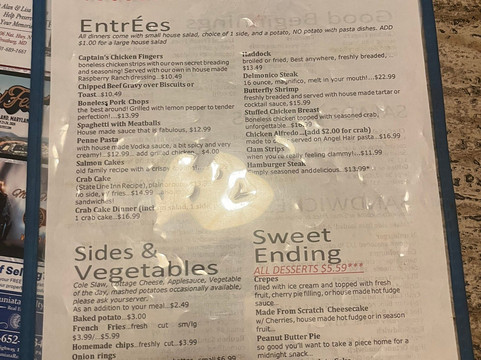 Entrées
All dinners come with small house salad, choice of 1 side, and a potato, NO potato with pasta dishes. ADD
$1.00 for a large house salad
Captain's Chicken Fingers
boneless chicken strips with our own secret breading
and seasoning! Served with our own in house made
Raspberry Ranch dressing...$10.49
Chipped Beef Gravy over Biscuits or
Toast...$10.49
Boneless Pork Chops
the best around! Grilled with lemon pepper to tender
perfection!....$13.99
Spaghetti with Meatballs
House made sauce that is fabulous, $12.99
Penne Pasta
with house made Vodka sauce, a bit spicy and very
creamy!...$12.99... add grilled chicken...$4.00
Salmon Cakes
old family recipe with a crispy
Crab Cake
(State Line Inn Recipe), plain
no side, w/ fries...$14.99
sandwiches!
Crab Cake Dinner
1 crab cake...$16.99
Haddock
broiled or fried, Best anywhere, freshly breaded, ...
$13.49
Delmonico Steak
16 ounce, magnifico, melt in your mouth!...$22.99
Butterfly Shrimp
freshly breaded and served with house made tartar or
cocktail sauce, $15.99
Stuffed Chicken Breast
boneless chicken topped with seasoned crab,
unforgettable...
Chicken Alfredo...(add $2.00 for crab)
made to served on Angel Hair pasta...$16.99
Clam Strips
when you're really feeling clammy!...$11.99
Hamburger Steak
Simply seasoned and delicious. $13.99*
Sides &
Vegetables
Cole Slaw, Cottage Cheese, Applesauce, Vegetable
of the Day, mashed potatoes occasionally available,
please ask your server.
As an addition to your meal...$2.49
Baked potato...$3.00
French Fries...fresh cut sm/lg
$3.99/...$5.99
Homemade chips...freshly cut...$3.99
Onion rings
Sweet
Ending
ALL DESSERTS $5.59***
Crepes
filled with ice cream and topped with fresh
fruit, cherry pie filling, or house made hot fudge
sauce...
Made From Scratch Cheesecake
w/ Cherries, house made hot fudge or in season
fruit...
Peanut Butter Pie
so good you'll want to take a piece home for a
midnight snack...